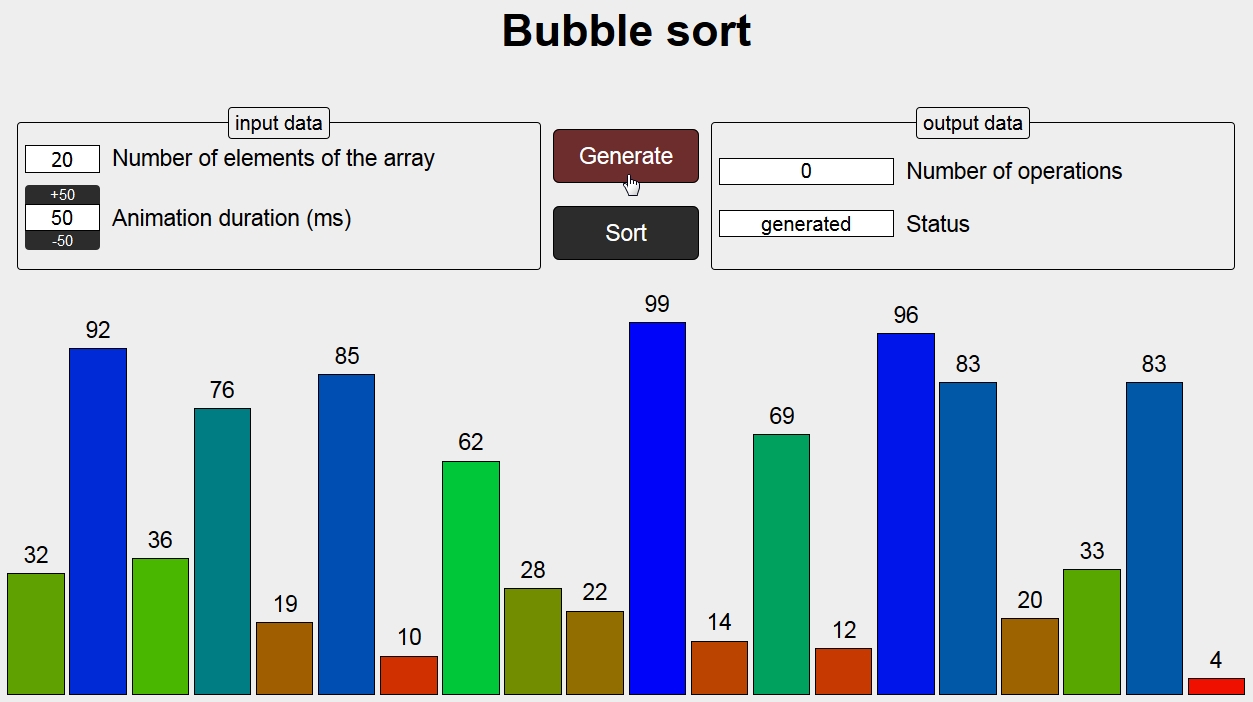 Bubble sort
input data
20 Number of elements of the array
+50
50 Animation duration (ms)
-50
Generate
Sort
output data
0 Number of operations
generated Status
32 92 36 76 19 85 10 62 28 22 99 14 69 12 96 83 20 33 83 4